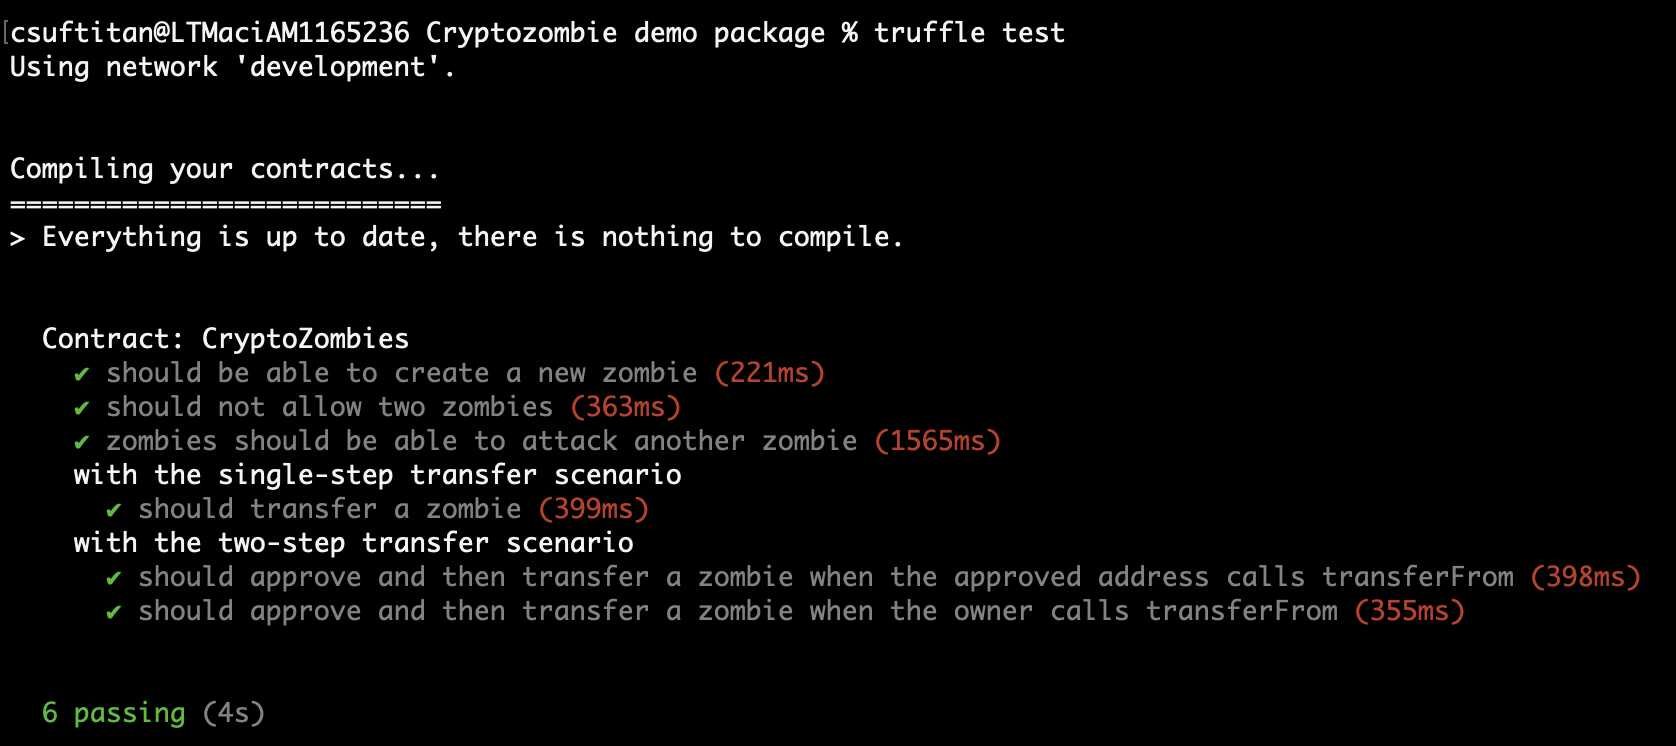 [csuftitan@LTMaciAM1165236 Cryptozombie demo package % truffle test
Using network 'development'.
Compiling your contracts...
===========================
> Everything is up to date, there is nothing to compile.
Contract: CryptoZombies
✔ should be able to create a new zombie (221ms)
✔ should not allow two zombies (363ms)
✔ zombies should be able to attack another zombie (1565ms)
with the single-step transfer scenario
✔ should transfer a zombie (399ms)
with the two-step transfer scenario
✔ should approve and then transfer a zombie when the approved address calls transferFrom (398ms)
✔ should approve and then transfer a zombie when the owner calls transferFrom (355ms)
6 passing (4s)